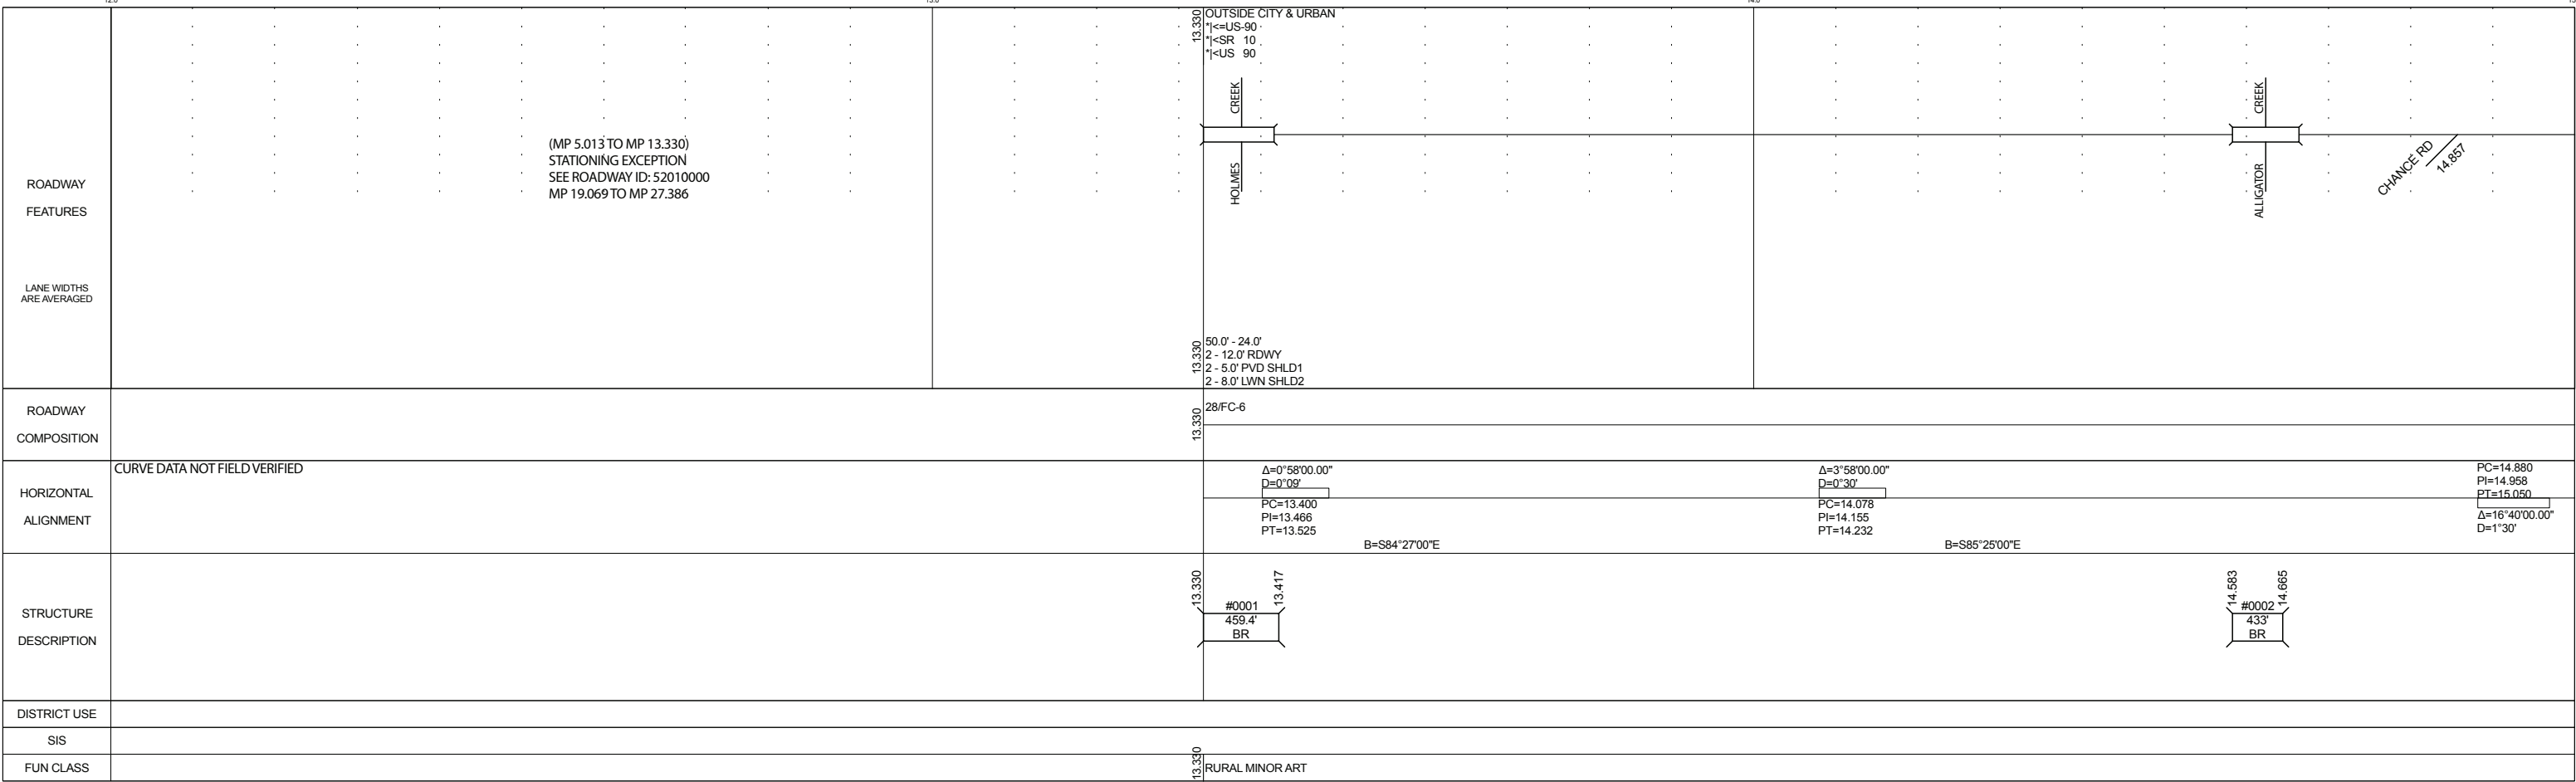 12.0
13.0
14.0
ROADWAY
FEATURES
LANE WIDTHS
ARE AVERAGED
(MP 5.013 TO MP 13.330)
STATIONING EXCEPTION
SEE ROADWAY ID: 52010000
MP 19.069 TO MP 27.386
13.330
OUTSIDE CITY & URBAN
*|<=US-90
*|<SR 10
*|<US 90
CREEK
HOLMES
CREEK
ALLIGATOR
CHANCE RD
14.857
13.330
50.0' - 24.0'
2 - 12.0' RDWY
2 - 5.0' PVD SHLD1
2 - 8.0' LWN SHLD2
ROADWAY
COMPOSITION
13.330
28/FC-6
HORIZONTAL
ALIGNMENT
CURVE DATA NOT FIELD VERIFIED
Δ=0°58'00.00"
D=0°09'
PC=13.400
PI=13.466
PT=13.525
B=S84°27'00"E
Δ=3°58'00.00"
D=0°30'
PC=14.078
PI=14.155
PT=14.232
B=S85°25'00"E
PC=14.880
PI=14.958
PT=15.050
Δ=16°40'00.00"
D=1°30'
STRUCTURE
DESCRIPTION
13.330
13.417
#0001
459.4'
BR
14.583
14.665
#0002
433'
BR
DISTRICT USE
SIS
FUN CLASS
13.330
RURAL MINOR ART